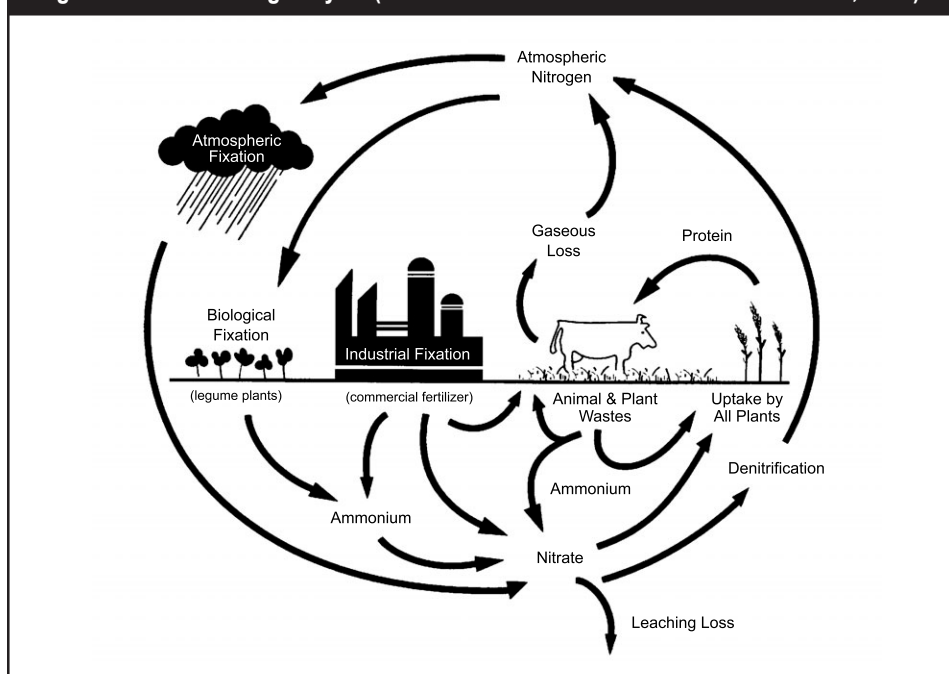 Atmospheric
Nitrogen
Atmospheric
Fixation
Gaseous
Loss
Protein
Biological
Fixation
Industrial Fixation
(legume plants)
(commercial fertilizer)
Animal & Plant
Wastes
Uptake by
All Plants
Denitrification
Ammonium
Ammonium
Nitrate
Leaching Loss